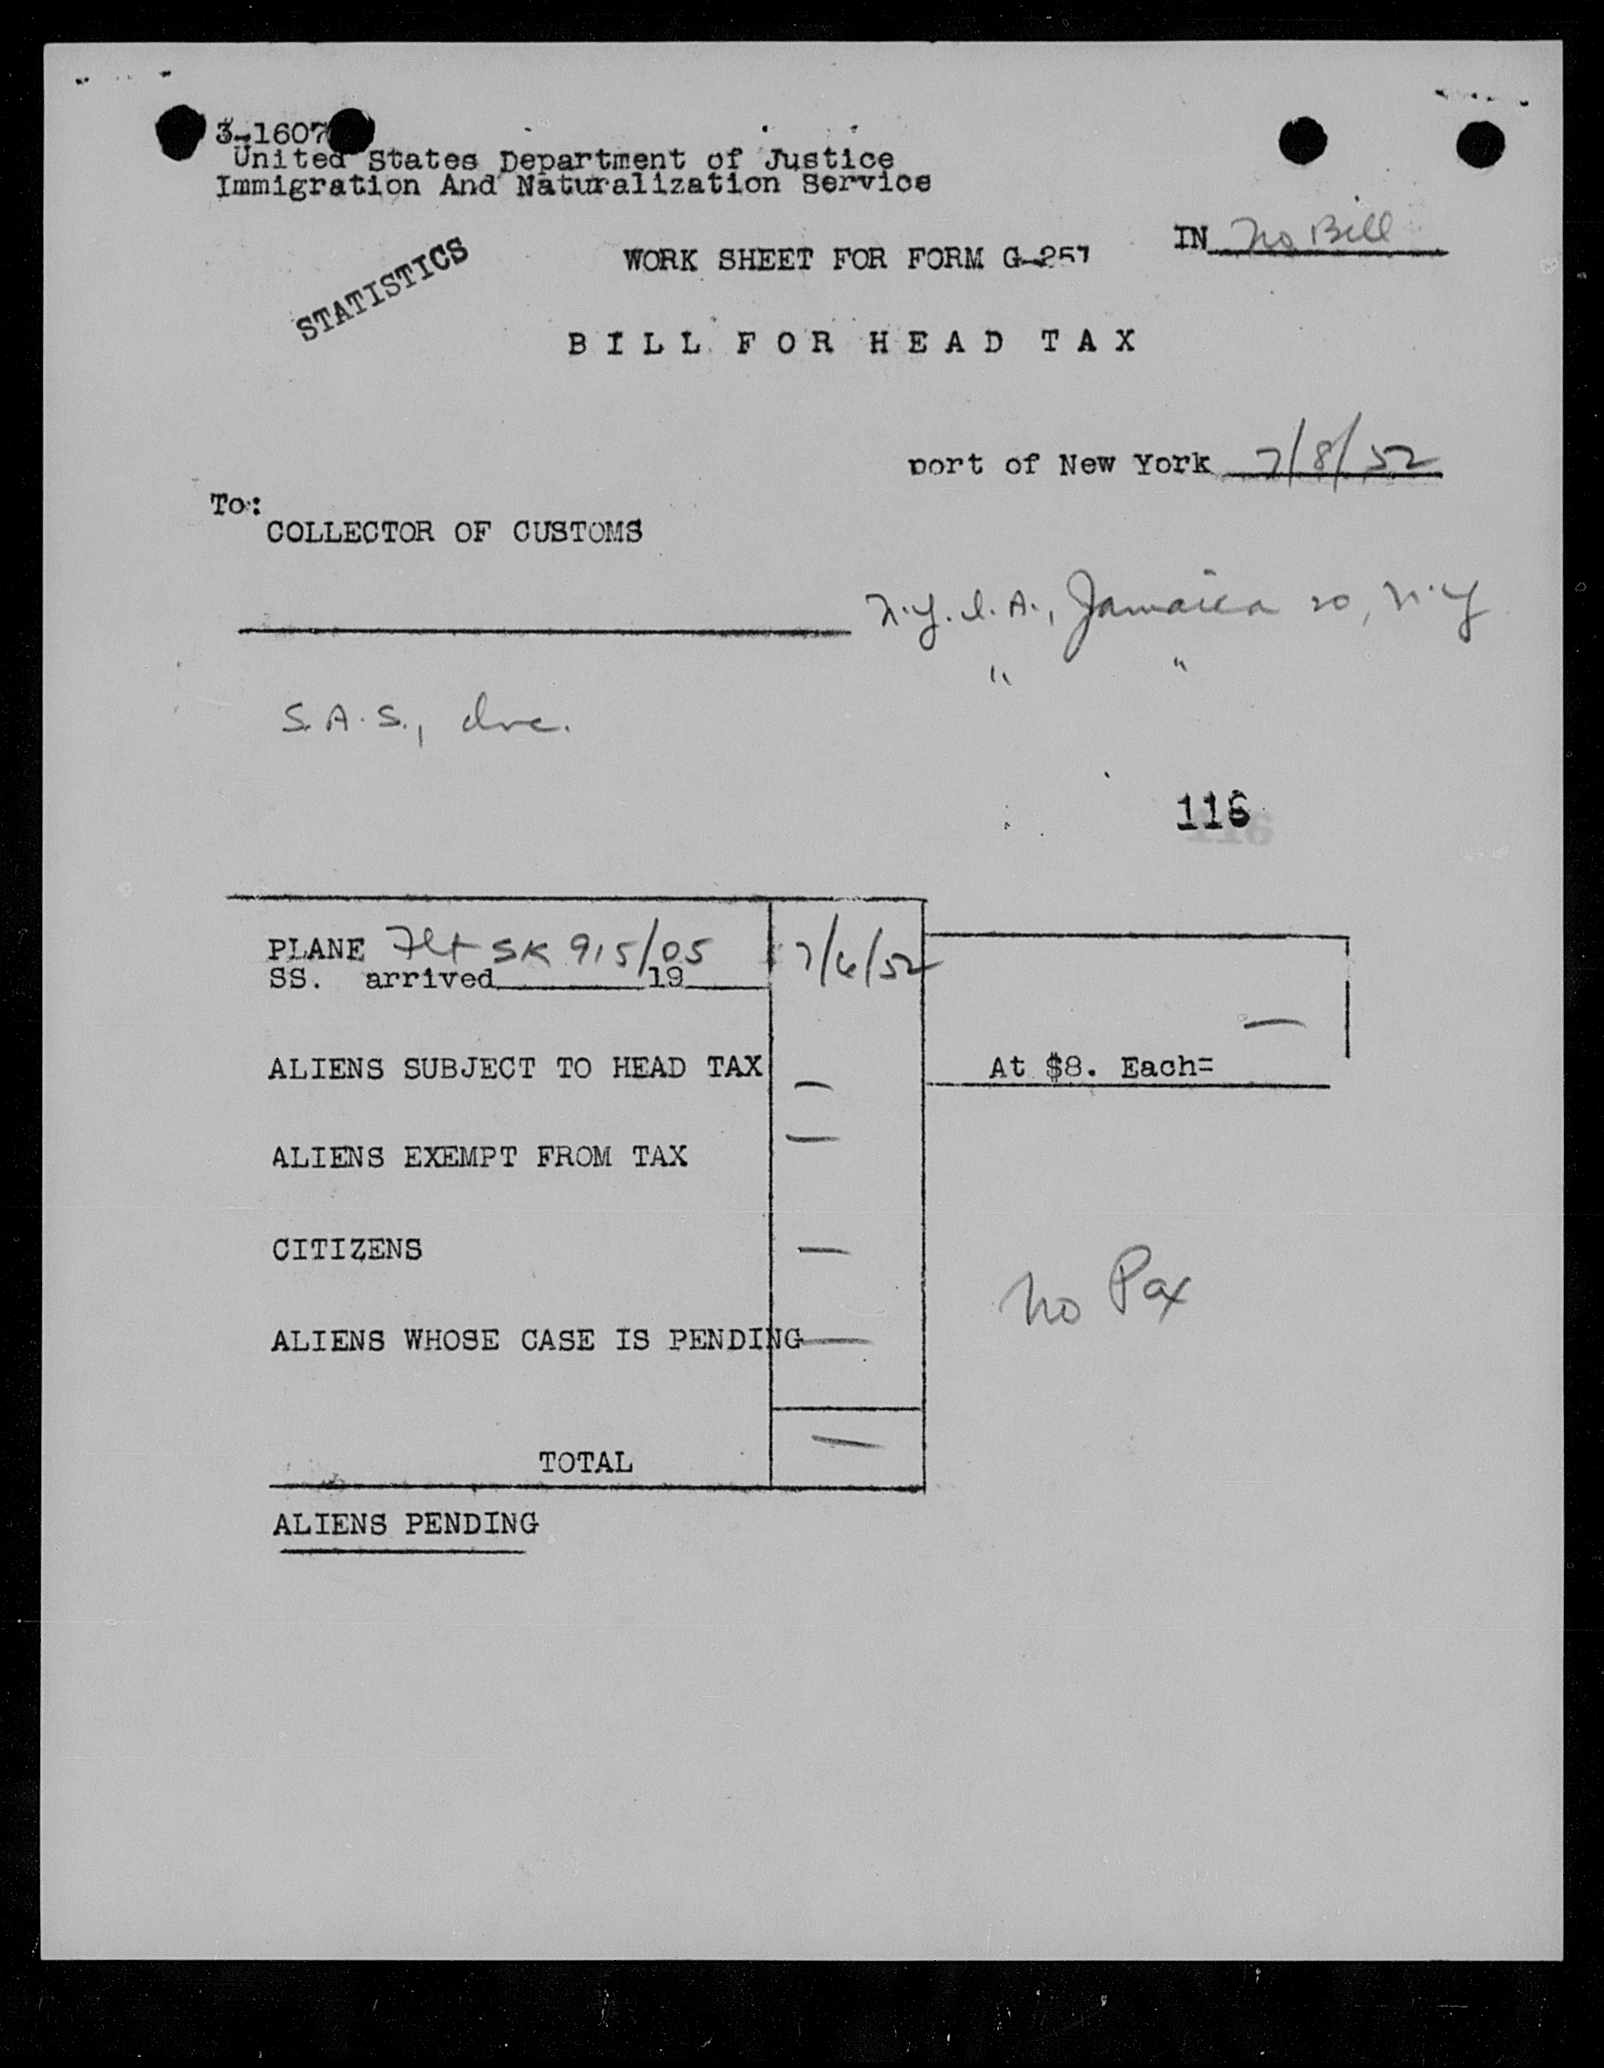 3-1607
United States Department of Justice
Immigration And Naturalization Service
STATISTICS
WORK SHEET FOR FORM G-257
IN No Bill
BILL FOR HEAD TAX
port of New York 7/8/52
To:
COLLECTOR OF CUSTOMS
N.Y.I.A., Jamaica 20, N.Y
" "
S.A.S., Inc.
116
PLANE Flt SK 915/05 7/6/52
SS. arrived 19
ALIENS SUBJECT TO HEAD TAX — At $8. Each= —
ALIENS EXEMPT FROM TAX —
CITIZENS —
No Pax
ALIENS WHOSE CASE IS PENDING —
TOTAL —
ALIENS PENDING